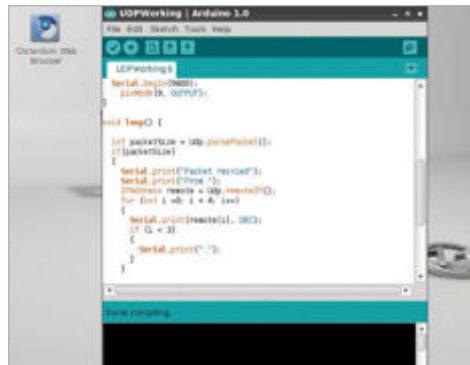 UDPWorking | Arduino 1.0
File Edit Sketch Tools Help
Chromium Web
Browser
UDPWorking §
Serial.begin(9600);
pinMode(9, OUTPUT);
}
void loop() {
int packetSize = Udp.parsePacket();
if(packetSize)
{
Serial.print("Packet received");
Serial.print("From ");
IPAddress remote = Udp.remoteIP();
for (int i =0; i < 4; i++)
{
Serial.print(remote[i], DEC);
if (i < 3)
{
Serial.print(".");
}
}
Done compiling.